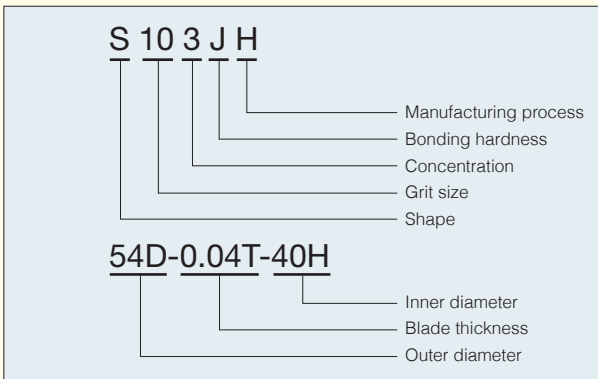 S 10 3 J H
Manufacturing process
Bonding hardness
Concentration
Grit size
Shape
54D-0.04T-40H
Inner diameter
Blade thickness
Outer diameter